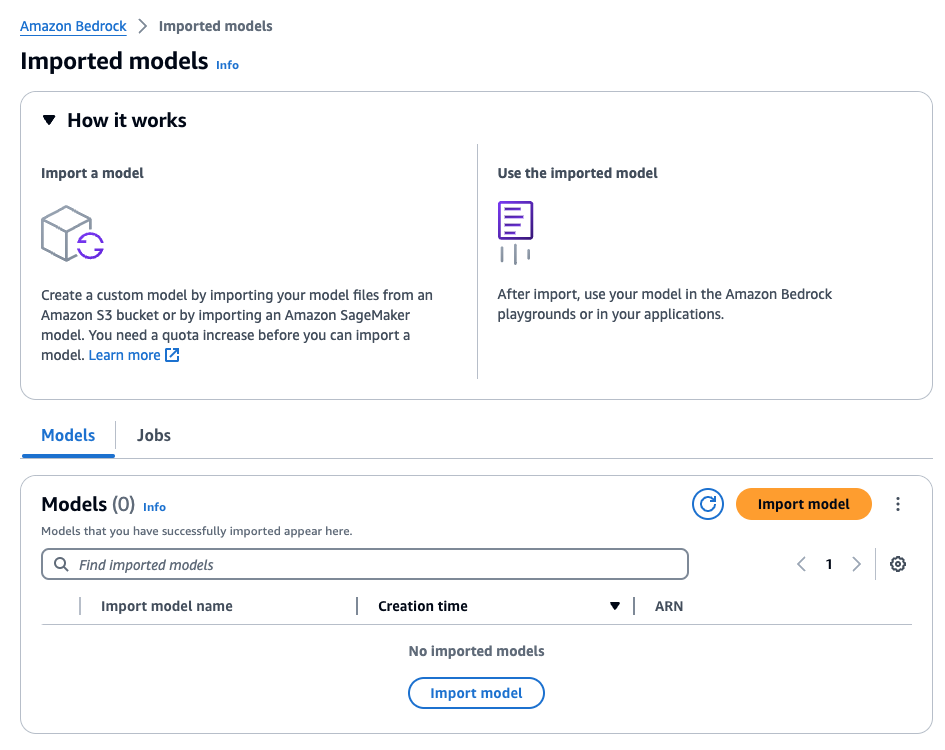 Amazon Bedrock > Imported models
Imported models Info
How it works
Import a model
Create a custom model by importing your model files from an
Amazon S3 bucket or by importing an Amazon SageMaker
model. You need a quota increase before you can import a
model. Learn more
Use the imported model
After import, use your model in the Amazon Bedrock
playgrounds or in your applications.
Models Jobs
Models (0) Info Import model
Models that you have successfully imported appear here.
Find imported models 1
Import model name Creation time ARN
No imported models
Import model